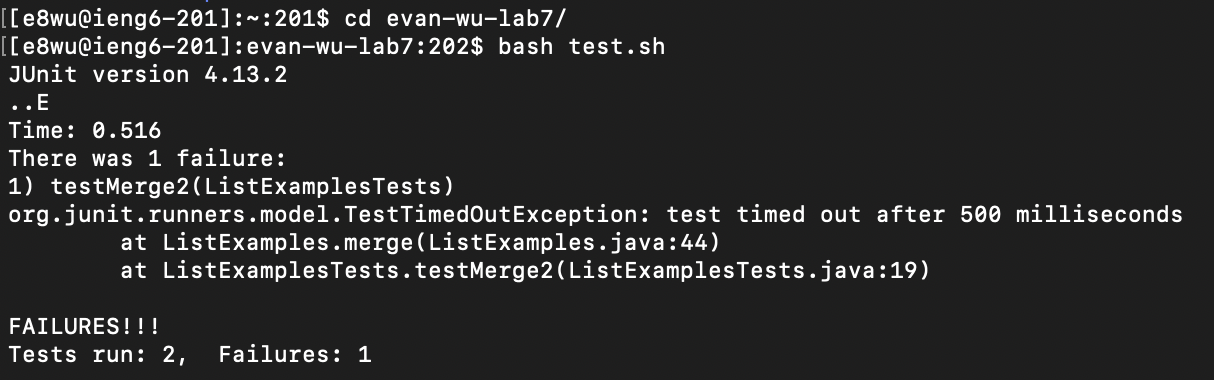 [[e8wu@ieng6-201]:~:201$ cd evan-wu-lab7/
[[e8wu@ieng6-201]:evan-wu-lab7:202$ bash test.sh
JUnit version 4.13.2
..E
Time: 0.516
There was 1 failure:
1) testMerge2(ListExamplesTests)
org.junit.runners.model.TestTimedOutException: test timed out after 500 milliseconds
        at ListExamples.merge(ListExamples.java:44)
        at ListExamplesTests.testMerge2(ListExamplesTests.java:19)

FAILURES!!!
Tests run: 2,  Failures: 1